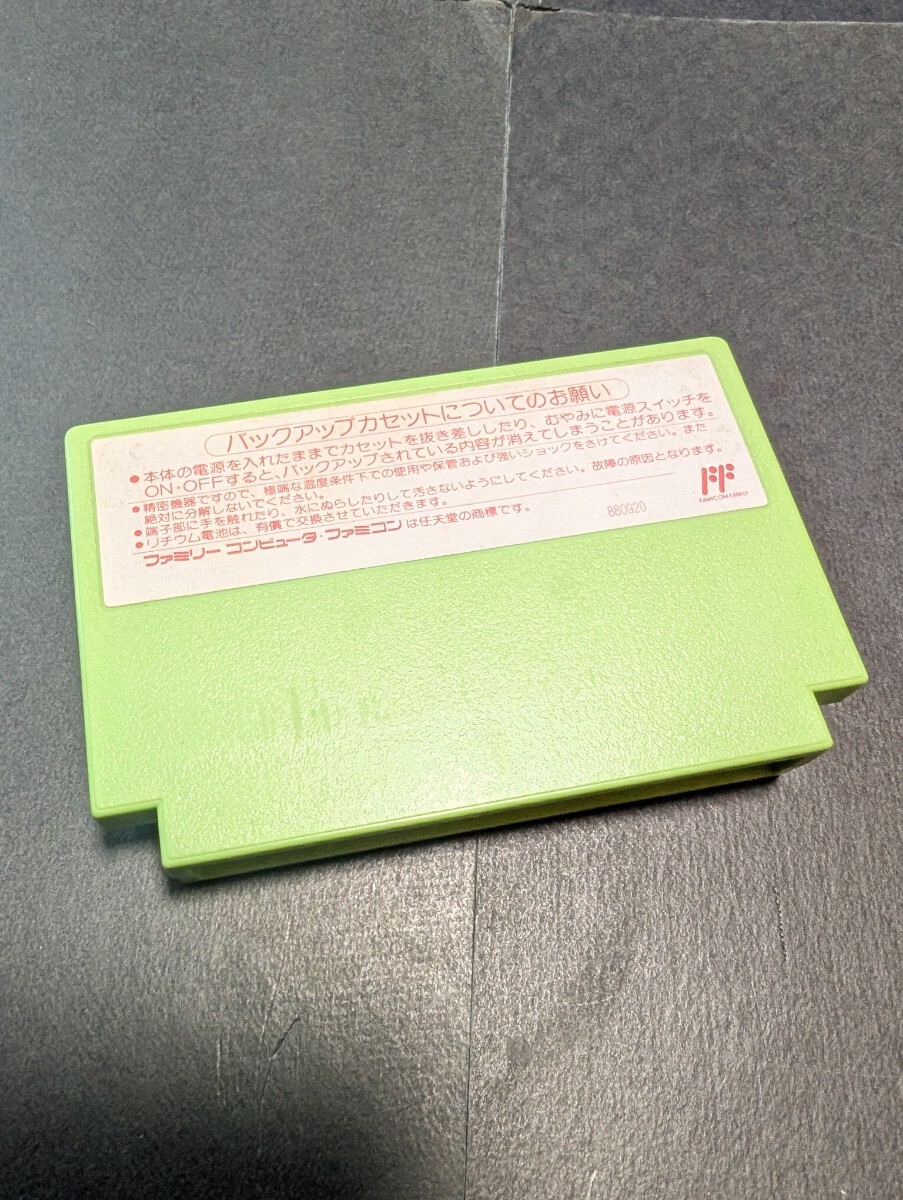 バックアップカセットについてのお願い
●本体の電源を入れたままでカセットを抜き差ししたり、むやみに電源スイッチを
ON・OFFすると、バックアップされている内容が消えてしまうことがあります。
●精密機器ですので、極端な温度条件下での使用や保管および強いショックをさけてください。また
絶対に分解しないでください。
●端子部に手を触れたり、水にぬらしたりして汚さないようにしてください。故障の原因となります。
●リチウム電池は、有償で交換させていただきます。
ファミリーコンピュータ・ファミコンは任天堂の商標です。
880920
FAMICOM FAMILY